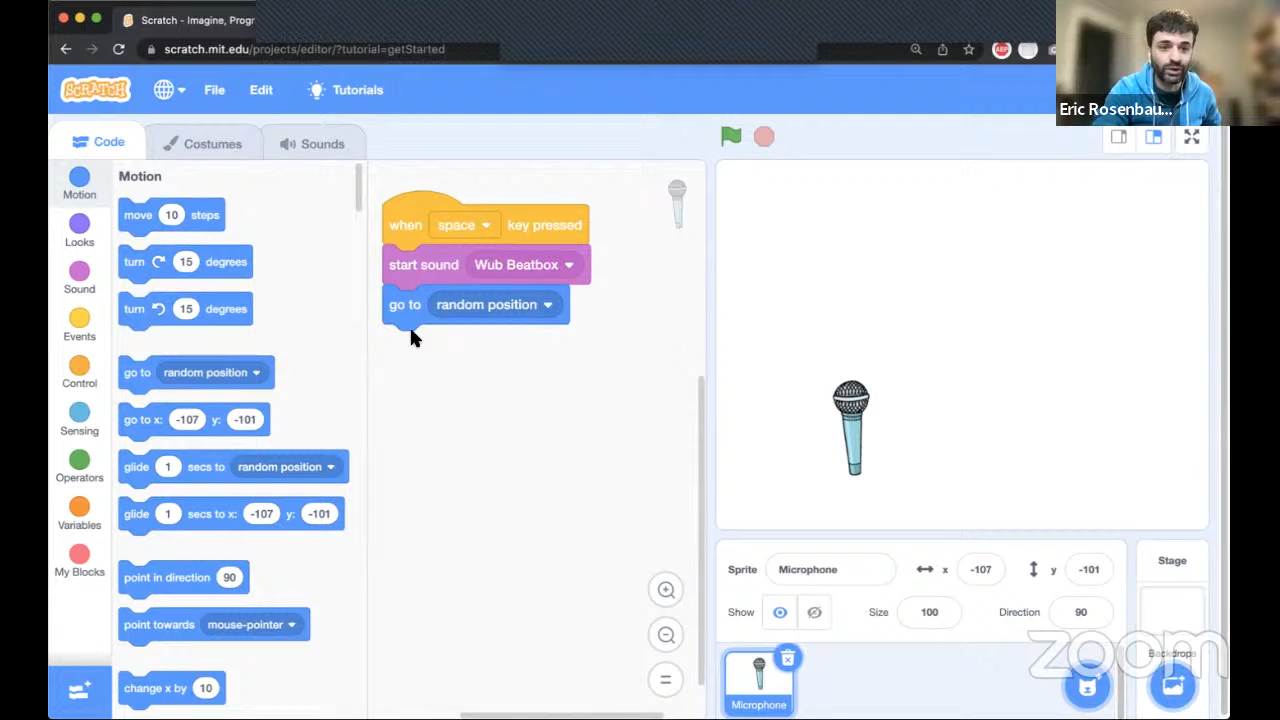 Scratch - Imagine, Progr
scratch.mit.edu/projects/editor/?tutorial=getStarted
ABP
Eric Rosenbau...
SCRATCH
File
Edit
Tutorials
Code
Costumes
Sounds
Motion
Looks
Sound
Events
Control
Sensing
Operators
Variables
My Blocks
Motion
move 10 steps
turn 15 degrees
turn 15 degrees
go to random position
go to x: -107 y: -101
glide 1 secs to random position
glide 1 secs to x: -107 y: -101
point in direction 90
point towards mouse-pointer
change x by 10
when space key pressed
start sound Wub Beatbox
go to random position
Sprite Microphone x -107 y -101
Show Size 100 Direction 90
Microphone
Stage
Backdrops
zoom